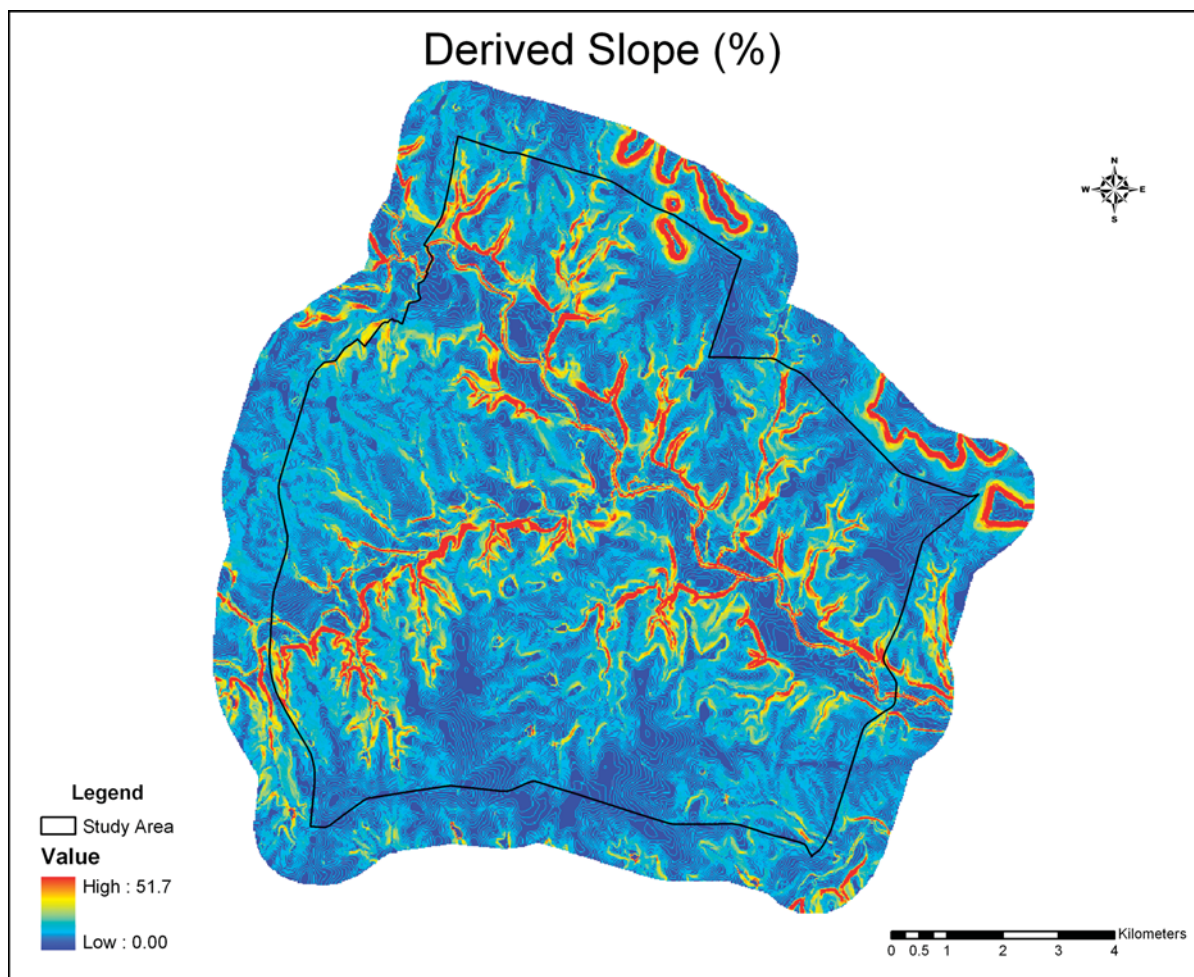 Derived Slope (%)
N
W E
S
Legend
Study Area
Value
High : 51.7
Low : 0.00
Kilometers
0 0.5 1 2 3 4